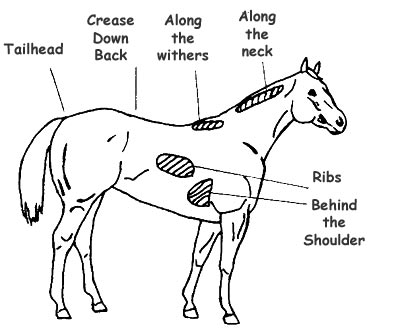 Tailhead
Crease
Down
Back
Along
the
withers
Along
the
neck
Ribs
Behind
the
Shoulder